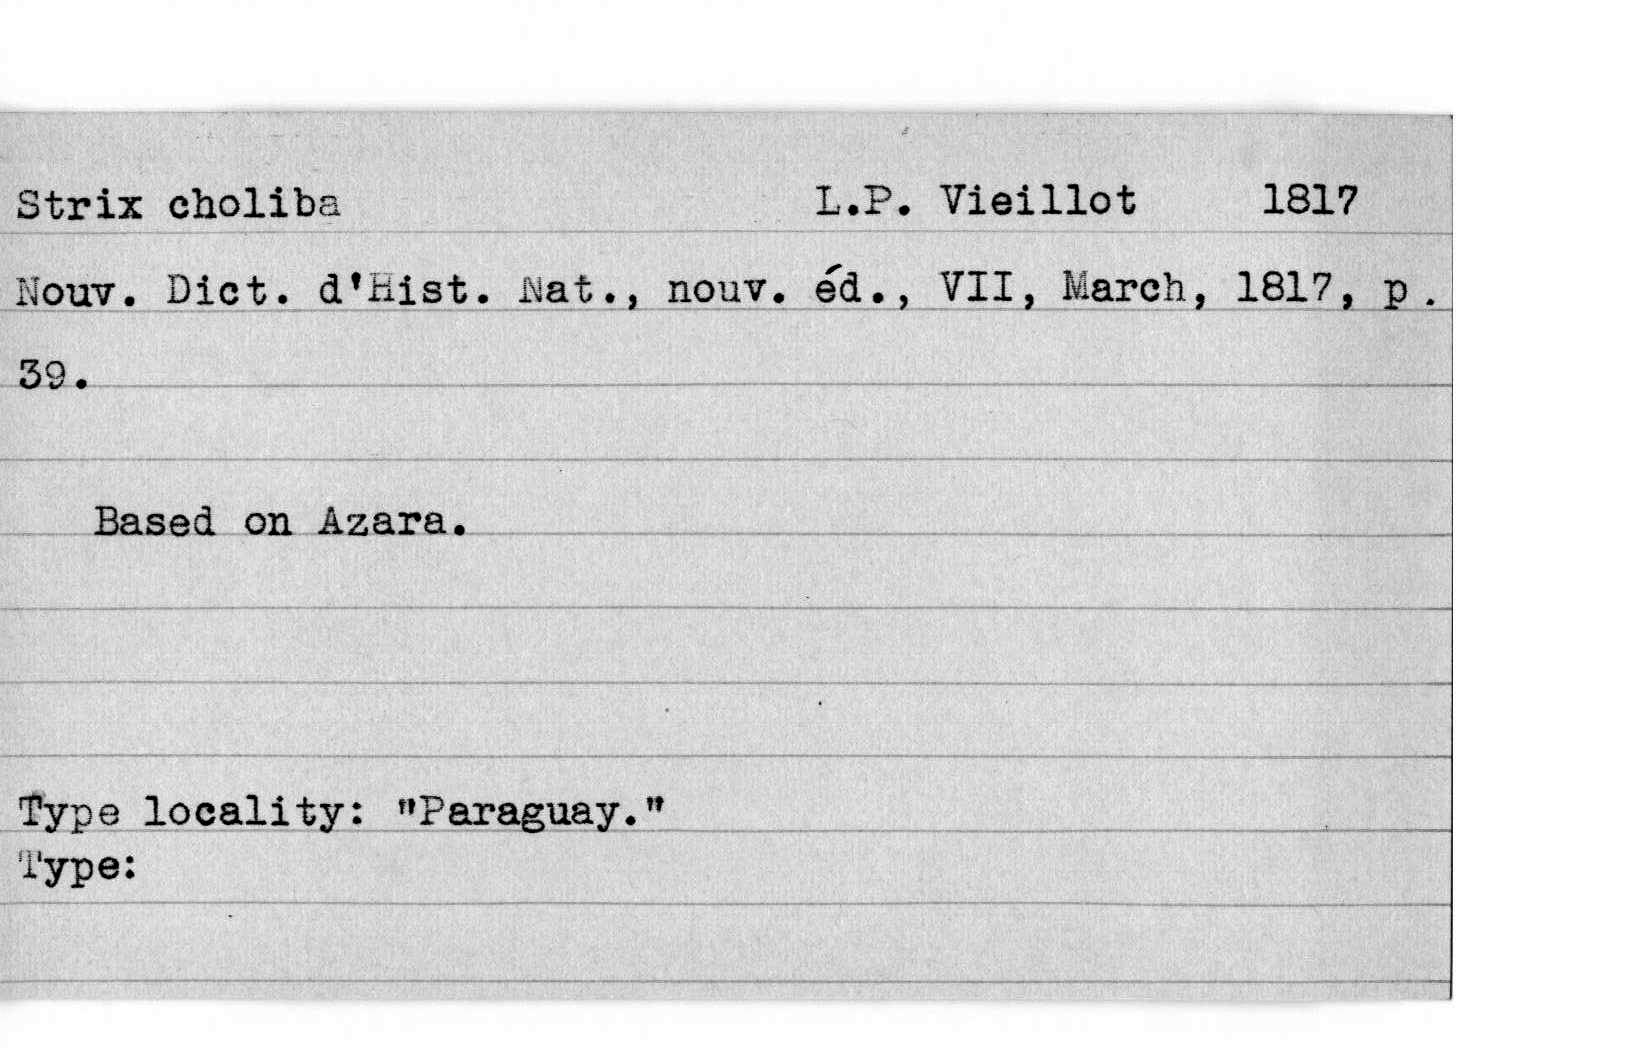 Strix choliba L.P. Vieillot 1817
Nouv. Dict. d'Hist. Nat., nouv. éd., VII, March, 1817, p.
39.
Based on Azara.
Type locality: "Paraguay."
Type: